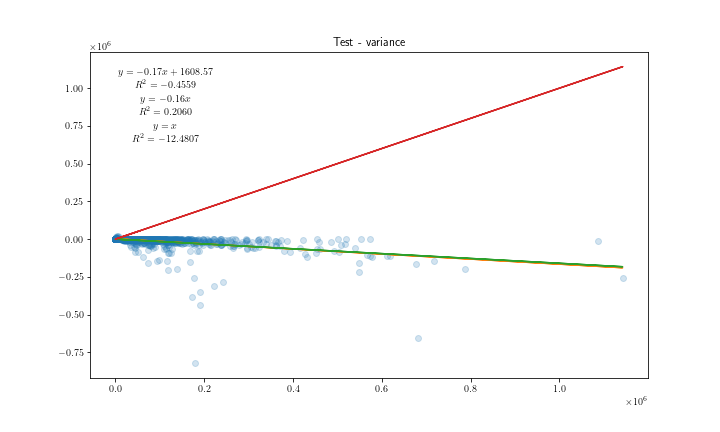 Test - variance
×10⁶
y = −0.17x + 1608.57
R² = −0.4559
y = −0.16x
R² = 0.2060
y = x
R² = −12.4807
1.00
0.75
0.50
0.25
0.00
−0.25
−0.50
−0.75
0.0 0.2 0.4 0.6 0.8 1.0
×10⁶